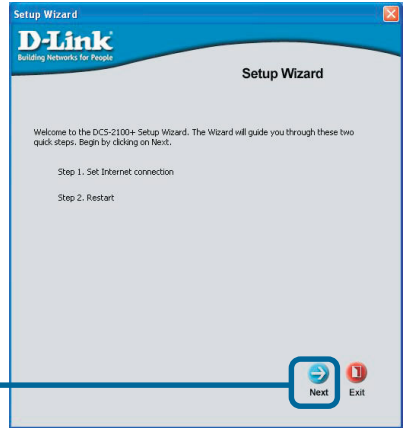 Setup Wizard
D-Link
Building Networks for People
Setup Wizard
Welcome to the DCS-2100+ Setup Wizard. The Wizard will guide you through these two
quick steps. Begin by clicking on Next.
Step 1. Set Internet connection
Step 2. Restart
Next Exit